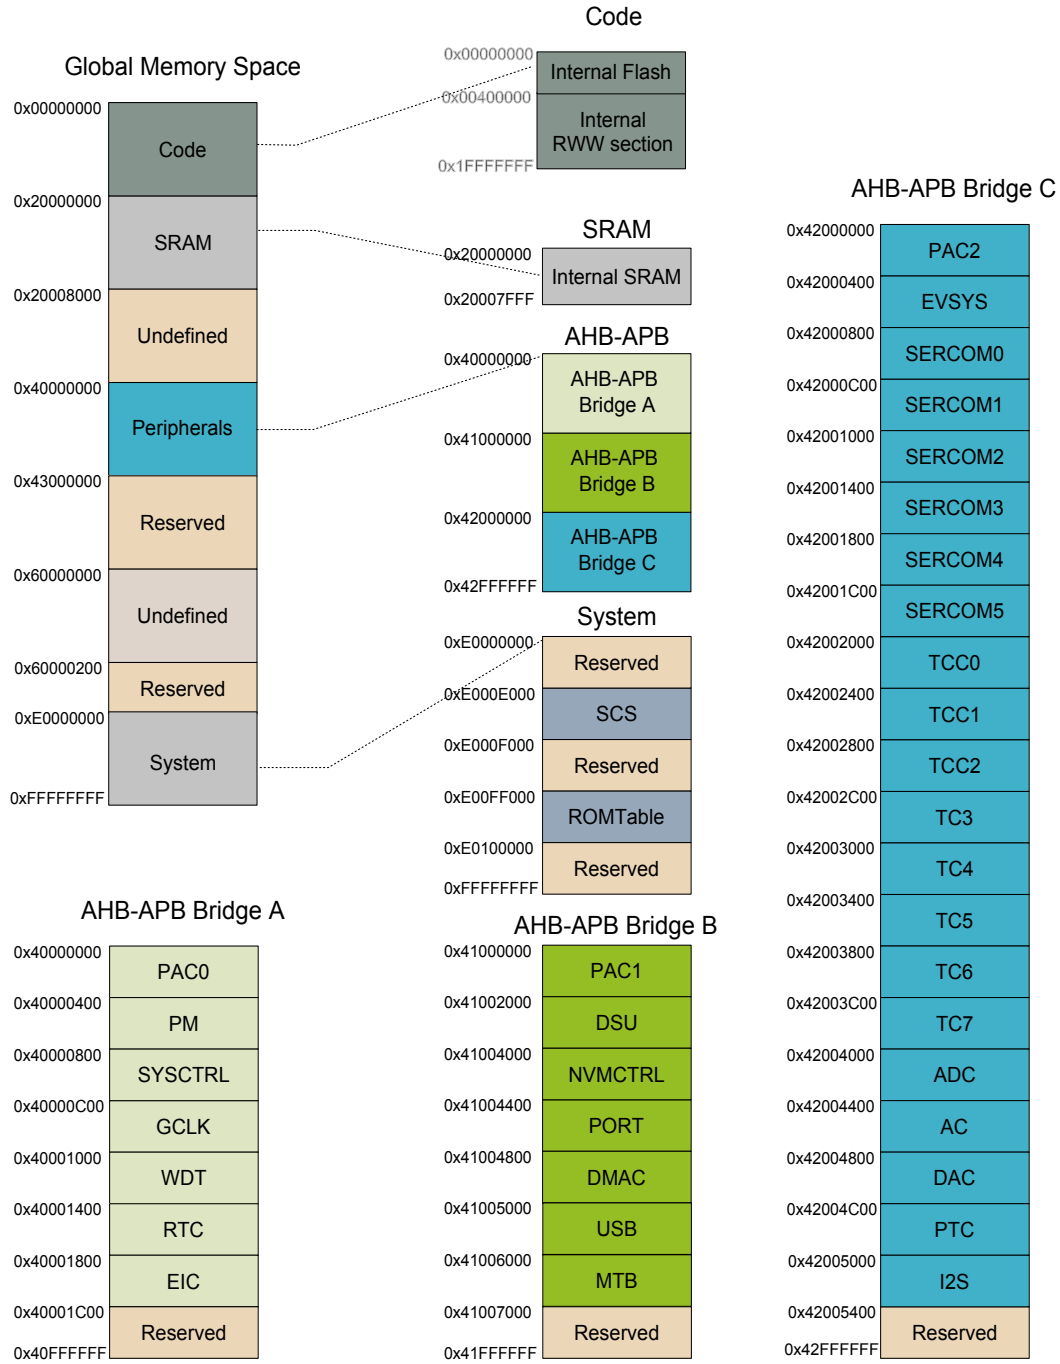 Global Memory Space
0x00000000
Code
0x20000000
SRAM
0x20008000
Undefined
0x40000000
Peripherals
0x43000000
Reserved
0x60000000
Undefined
0x60000200
Reserved
0xE0000000
System
0xFFFFFFFF
Code
0x00000000
Internal Flash
0x00400000
Internal
RWW section
0x1FFFFFFF
SRAM
0x20000000
Internal SRAM
0x20007FFF
AHB-APB
0x40000000
AHB-APB
Bridge A
0x41000000
AHB-APB
Bridge B
0x42000000
AHB-APB
Bridge C
0x42FFFFFF
System
0xE0000000
Reserved
0xE000E000
SCS
0xE000F000
Reserved
0xE00FF000
ROMTable
0xE0100000
Reserved
0xFFFFFFFF
AHB-APB Bridge A
0x40000000
PAC0
0x40000400
PM
0x40000800
SYSCTRL
0x40000C00
GCLK
0x40001000
WDT
0x40001400
RTC
0x40001800
EIC
0x40001C00
Reserved
0x40FFFFFF
AHB-APB Bridge B
0x41000000
PAC1
0x41002000
DSU
0x41004000
NVMCTRL
0x41004400
PORT
0x41004800
DMAC
0x41005000
USB
0x41006000
MTB
0x41007000
Reserved
0x41FFFFFF
AHB-APB Bridge C
0x42000000
PAC2
0x42000400
EVSYS
0x42000800
SERCOM0
0x42000C00
SERCOM1
0x42001000
SERCOM2
0x42001400
SERCOM3
0x42001800
SERCOM4
0x42001C00
SERCOM5
0x42002000
TCC0
0x42002400
TCC1
0x42002800
TCC2
0x42002C00
TC3
0x42003000
TC4
0x42003400
TC5
0x42003800
TC6
0x42003C00
TC7
0x42004000
ADC
0x42004400
AC
0x42004800
DAC
0x42004C00
PTC
0x42005000
I2S
0x42005400
Reserved
0x42FFFFFF